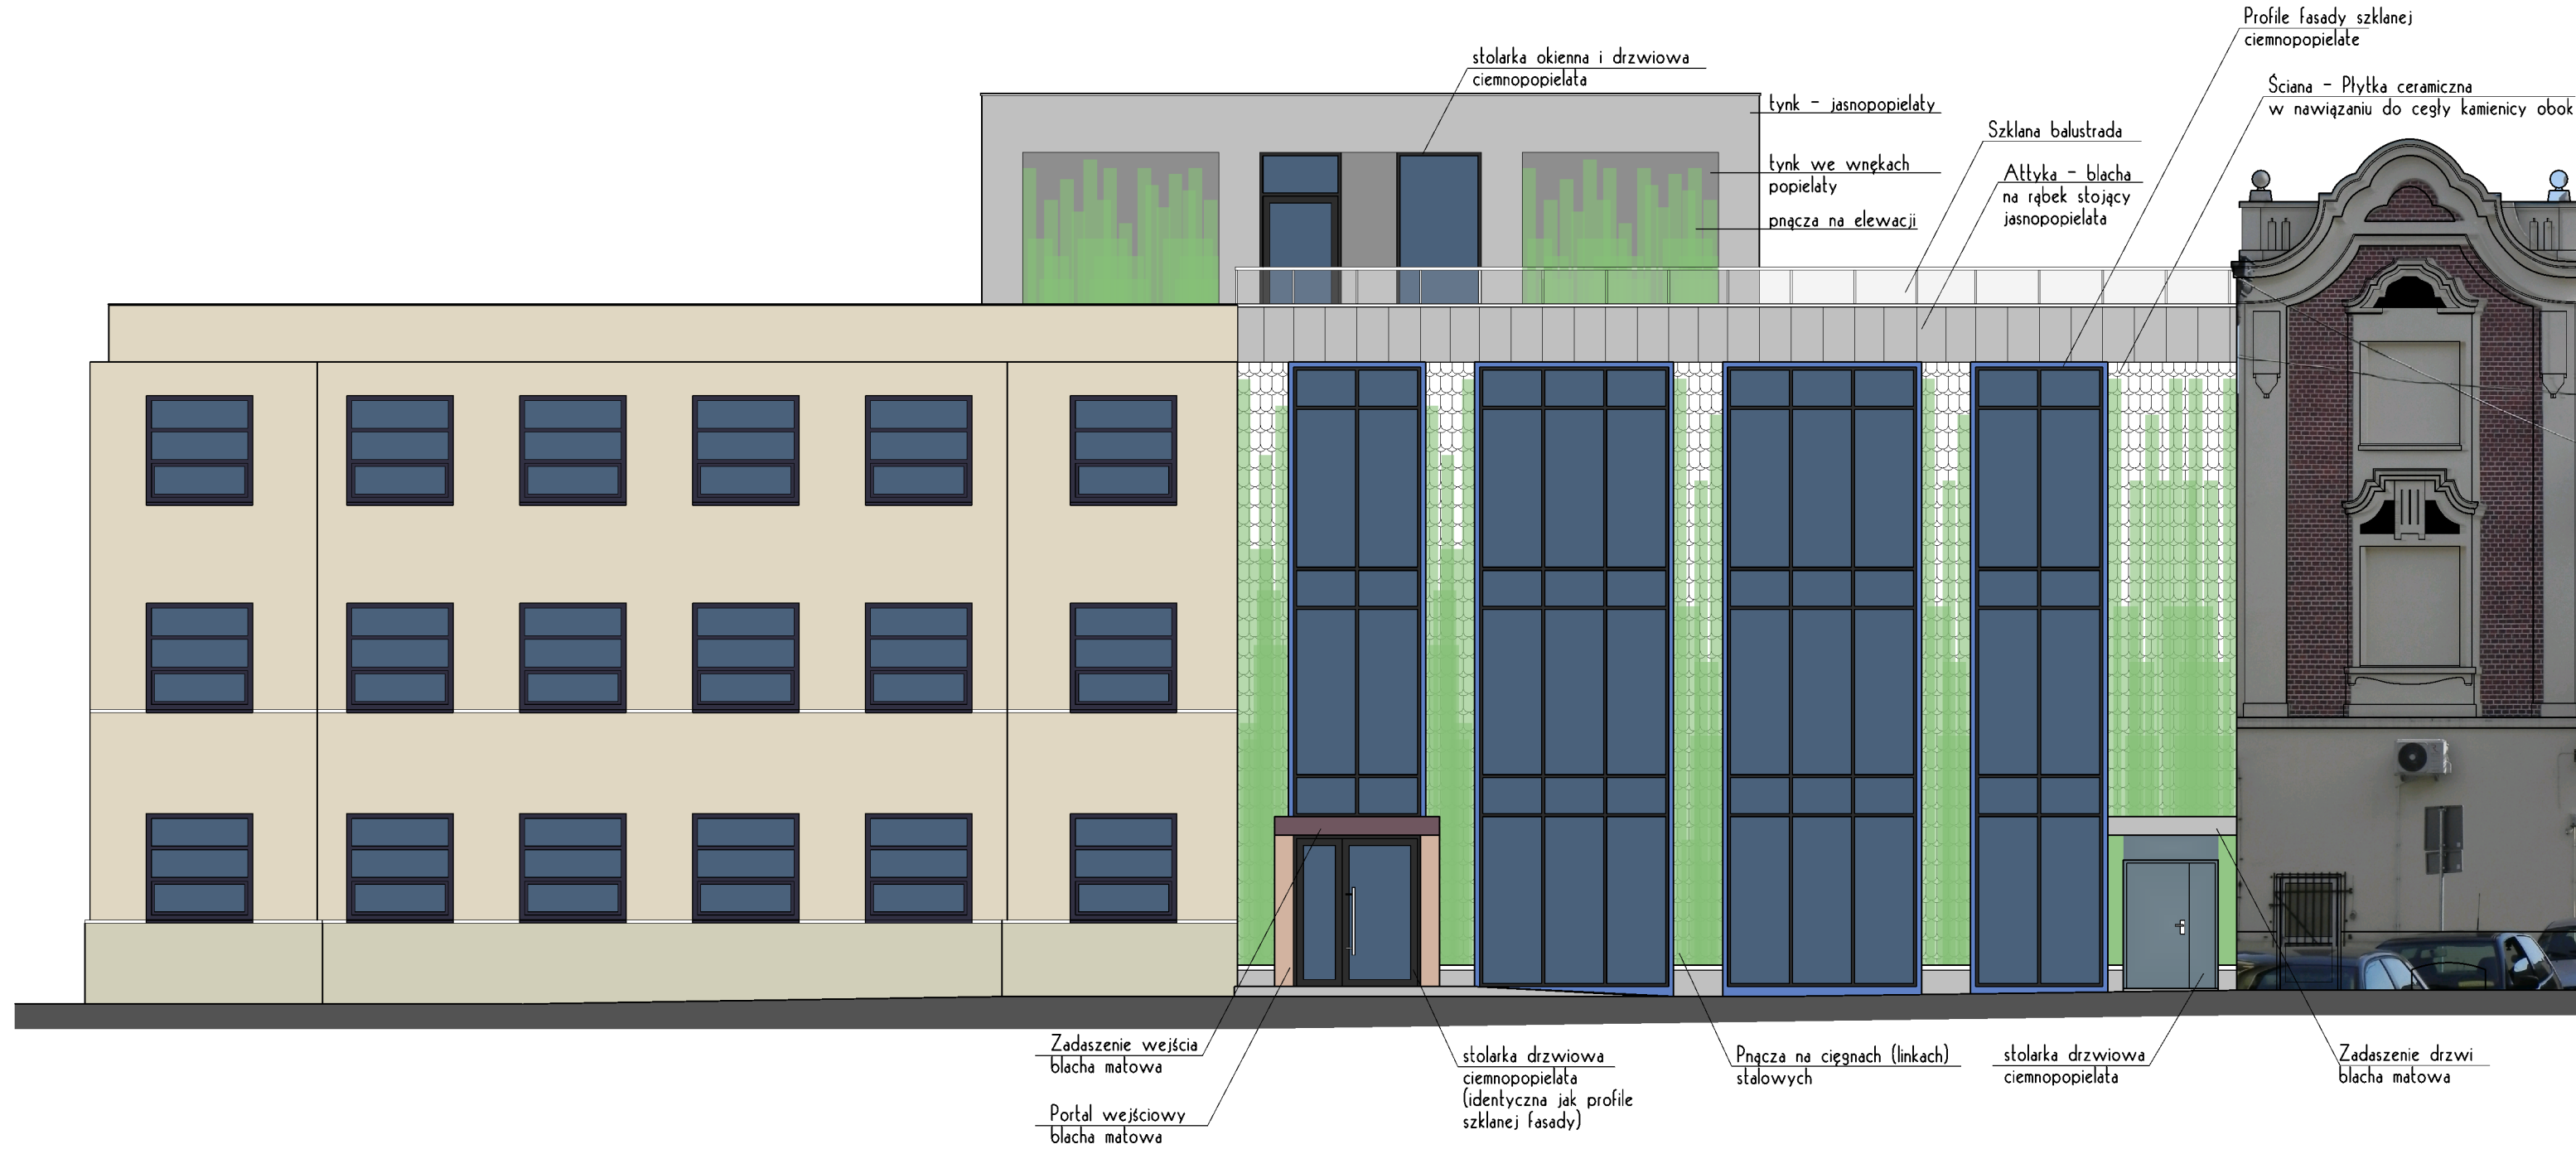 Profile fasady szklanej
ciemnopopielate
stolarka okienna i drzwiowa
ciemnopopielata
Ściana - Płytka ceramiczna
w nawiązaniu do cegły kamienicy obok
tynk - jasnopopielaty
Szklana balustrada
tynk we wnękach
popielaty
Attyka - blacha
na rąbek stojący
jasnopopielata
pnącza na elewacji
Zadaszenie wejścia
blacha matowa
Portal wejściowy
blacha matowa
stolarka drzwiowa
ciemnopopielata
(identyczna jak profile
szklanej fasady)
Pnącza na cięgnach (linkach)
stalowych
stolarka drzwiowa
ciemnopopielata
Zadaszenie drzwi
blacha matowa